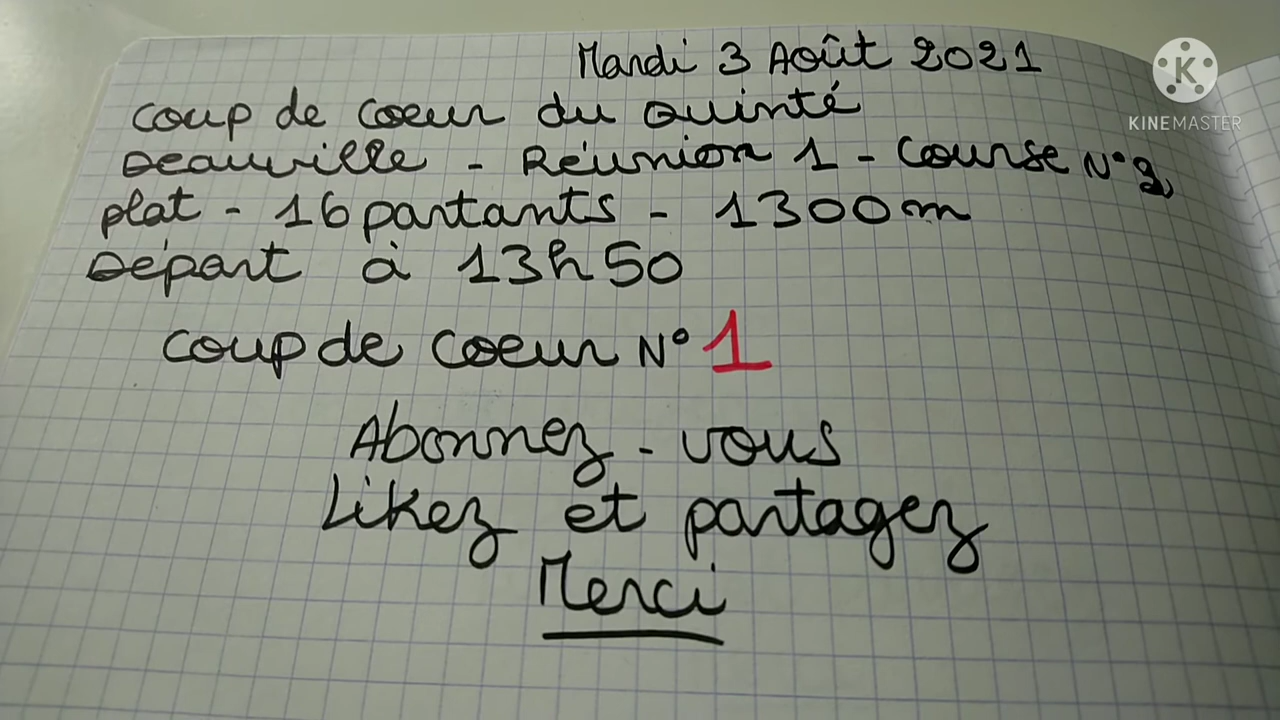 Mardi 3 Août 2021
coup de coeur du Quinté
Deauville - Réunion 1 - Course N° 2
plat - 16 partants - 1300m
Départ à 13h50
coup de coeur N° 1
Abonnez - vous
Likez et partagez
Merci
KINEMASTER